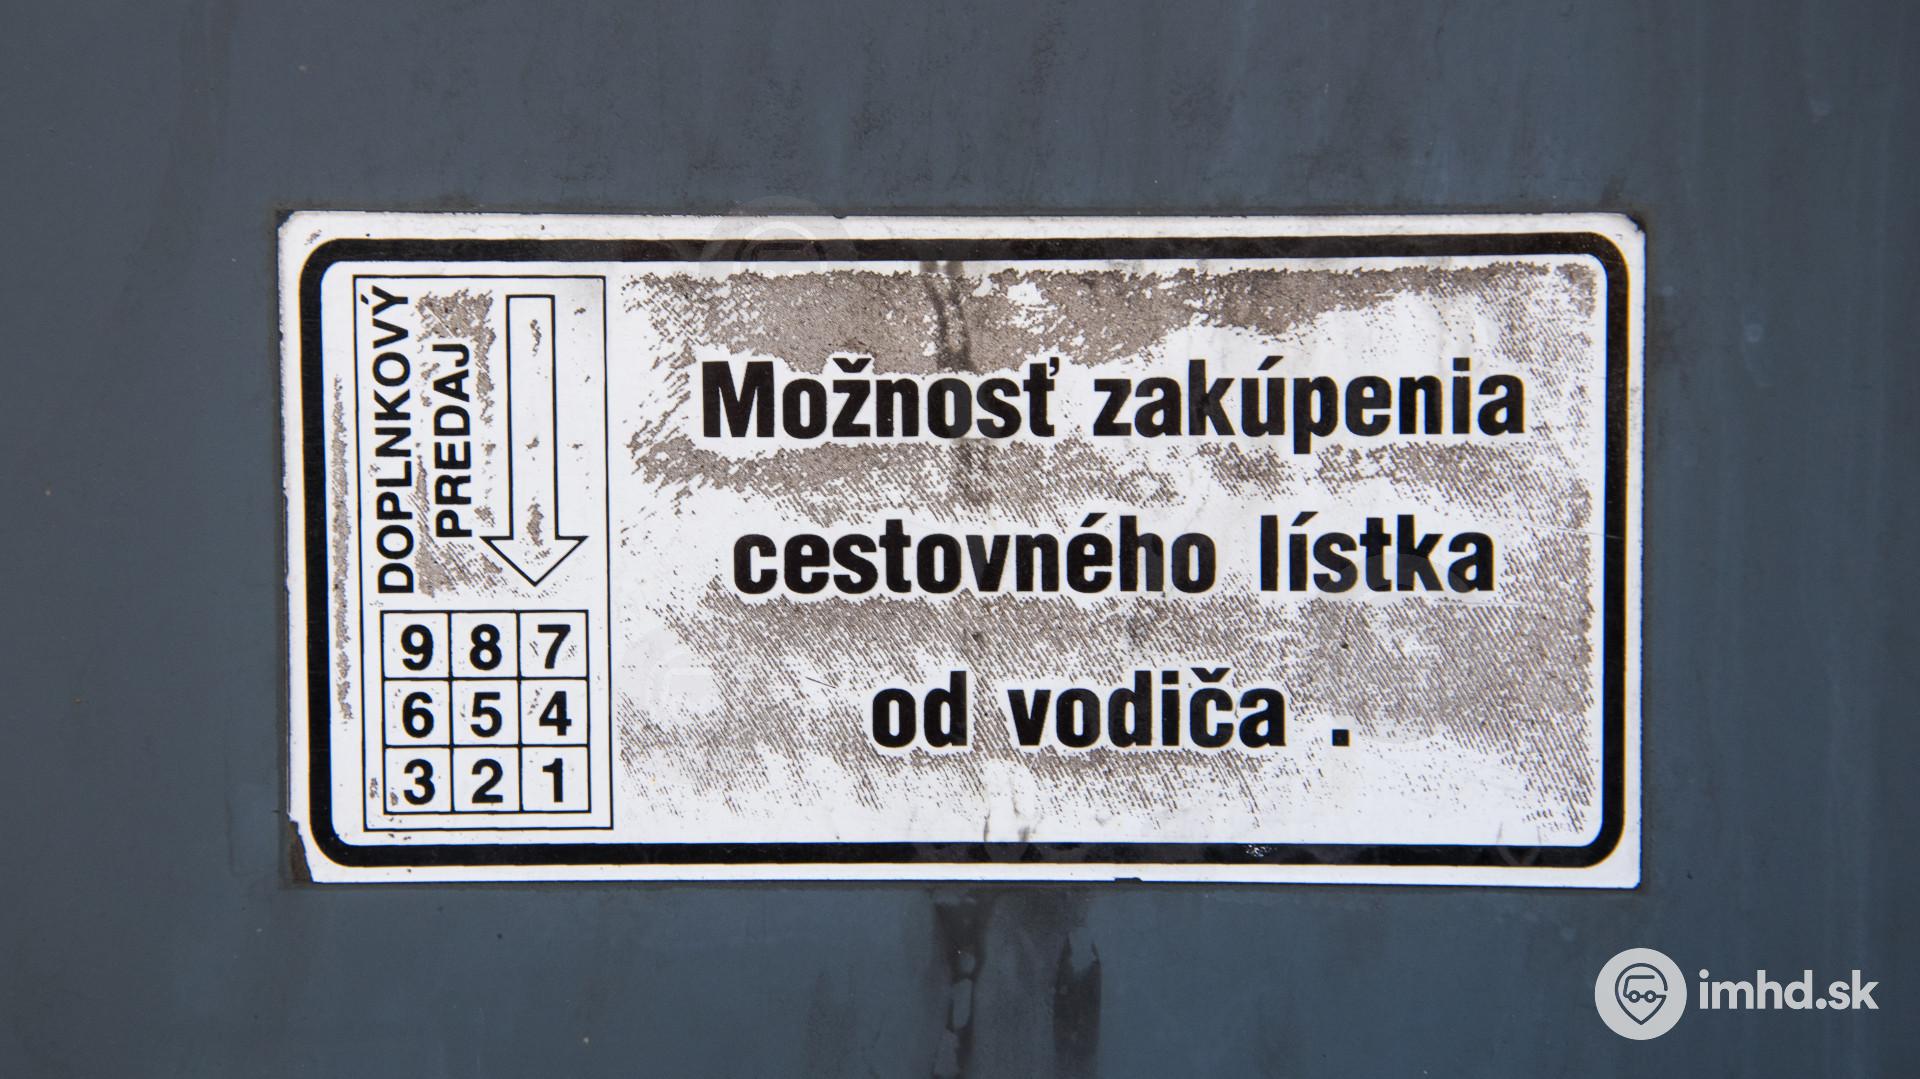 DOPLNKOVÝ
PREDAJ
9 8 7
6 5 4
3 2 1
Možnosť zakúpenia
cestovného lístka
od vodiča .
imhd.sk